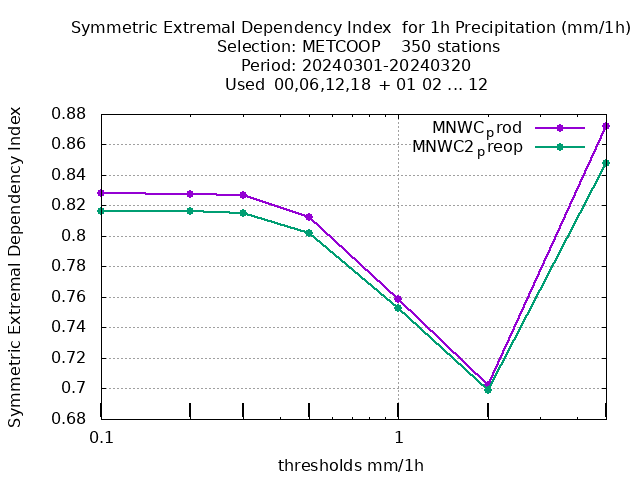 Symmetric Extremal Dependency Index for 1h Precipitation (mm/1h)
Selection: METCOOP 350 stations
Period: 20240301-20240320
Used 00,06,12,18 + 01 02 ... 12
Symmetric Extremal Dependency Index
0.88
0.86
0.84
0.82
0.8
0.78
0.76
0.74
0.72
0.7
0.68
MNWCprod
MNWC2preop
0.1 1
thresholds mm/1h